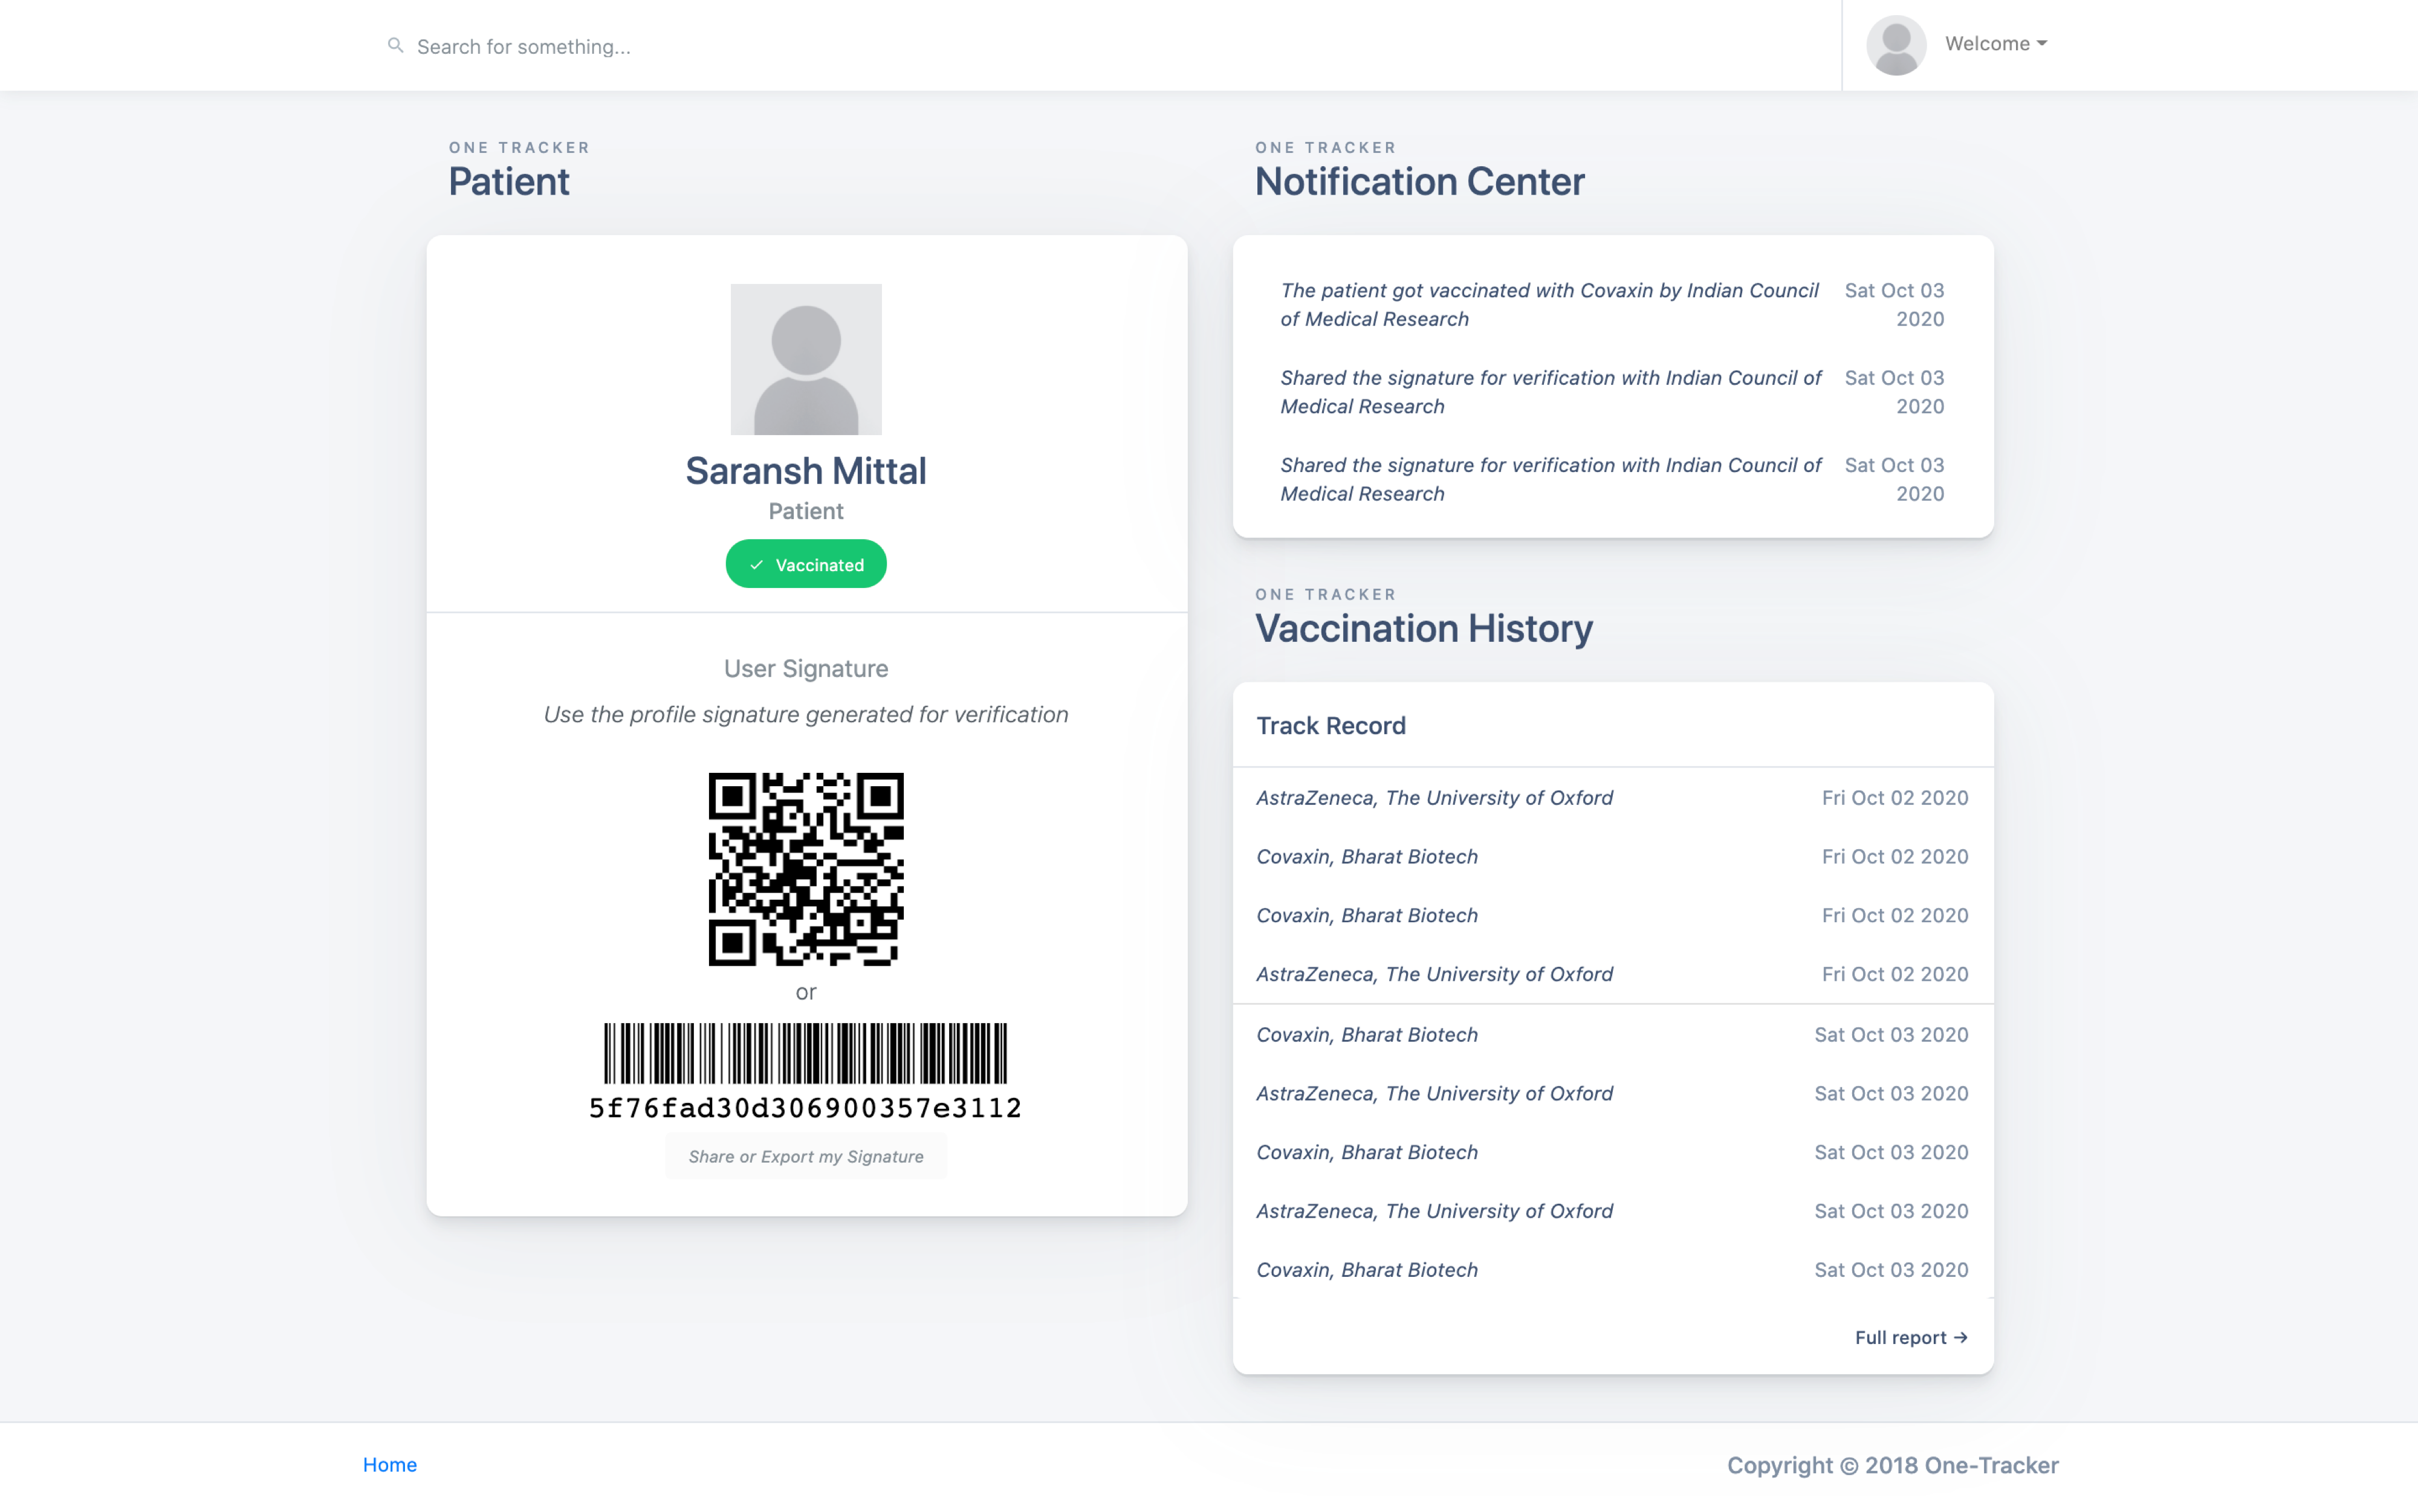 Search for something...
Welcome
ONE TRACKER
Patient
Saransh Mittal
Patient
Vaccinated
User Signature
Use the profile signature generated for verification
or
5f76fad30d306900357e3112
Share or Export my Signature
ONE TRACKER
Notification Center
The patient got vaccinated with Covaxin by Indian Council Sat Oct 03
of Medical Research 2020
Shared the signature for verification with Indian Council of Sat Oct 03
Medical Research 2020
Shared the signature for verification with Indian Council of Sat Oct 03
Medical Research 2020
ONE TRACKER
Vaccination History
Track Record
AstraZeneca, The University of Oxford Fri Oct 02 2020
Covaxin, Bharat Biotech Fri Oct 02 2020
Covaxin, Bharat Biotech Fri Oct 02 2020
AstraZeneca, The University of Oxford Fri Oct 02 2020
Covaxin, Bharat Biotech Sat Oct 03 2020
AstraZeneca, The University of Oxford Sat Oct 03 2020
Covaxin, Bharat Biotech Sat Oct 03 2020
AstraZeneca, The University of Oxford Sat Oct 03 2020
Covaxin, Bharat Biotech Sat Oct 03 2020
Full report →
Home
Copyright © 2018 One-Tracker